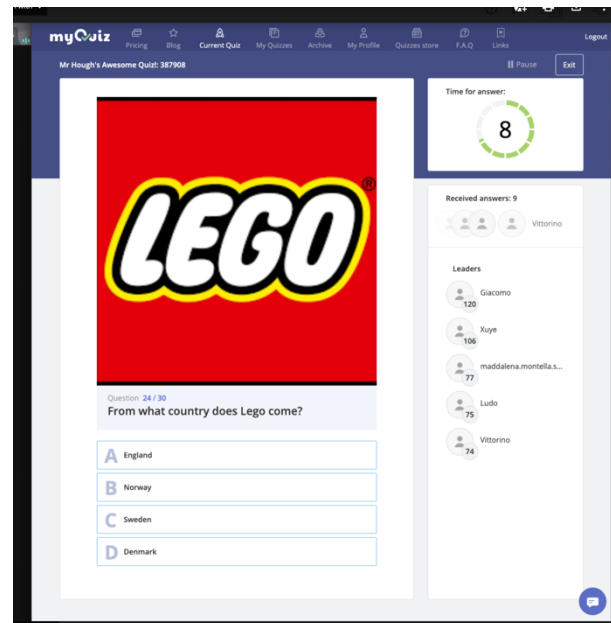 myQuiz
Pricing
Blog
Current Quiz
My Quizzes
Archive
My Profile
Quizzes store
F.A.Q
Links
Logout
Mr Hough's Awesome Quiz!: 387908
Pause
Exit
LEGO®
Question 24 / 30
From what country does Lego come?
A England
B Norway
C Sweden
D Denmark
Time for answer:
8
Received answers: 9
Vittorino
Leaders
Giacomo
120
Xuye
106
maddalena.montella.s...
77
Ludo
75
Vittorino
74